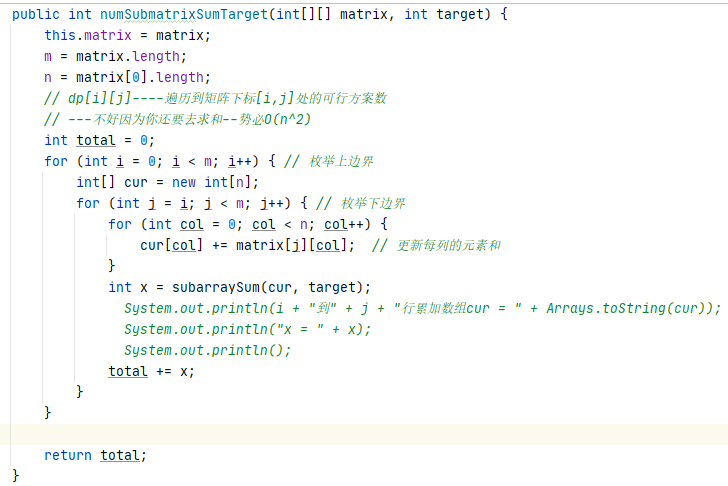 public int numSubmatrixSumTarget(int[][] matrix, int target) {
    this.matrix = matrix;
    m = matrix.length;
    n = matrix[0].length;
    // dp[i][j]----遍历到矩阵下标[i,j]处的可行方案数
    // ---不好因为你还要去求和--势必O(n^2)
    int total = 0;
    for (int i = 0; i < m; i++) { // 枚举上边界
        int[] cur = new int[n];
        for (int j = i; j < m; j++) { // 枚举下边界
            for (int col = 0; col < n; col++) {
                cur[col] += matrix[j][col];  // 更新每列的元素和
            }
            int x = subarraySum(cur, target);
              System.out.println(i + "到" + j + "行累加数组cur = " + Arrays.toString(cur));
              System.out.println("x = " + x);
              System.out.println();
            total += x;
        }
    }
    return total;
}